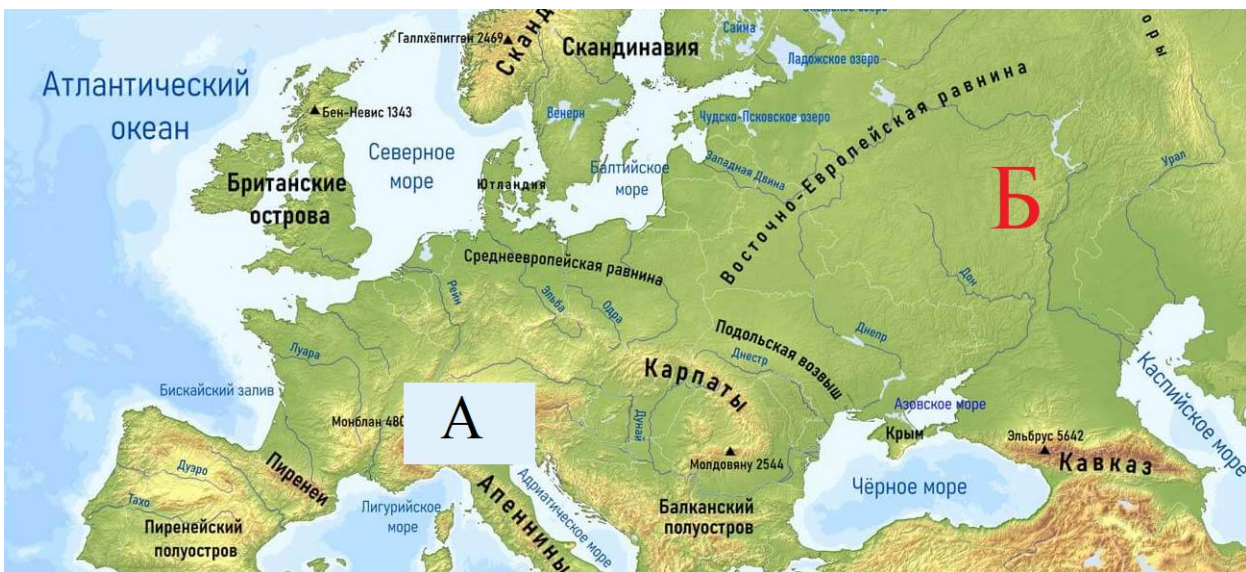 Галлхёпигген 2469
Сканд
Скандинавия
Сайма
Ладожское озеро
оры
Атлантический
океан
Бен-Невис 1343
Венерн
Чудско-Псковское озеро
Северное
море
Ютландия
Балтийское
море
Западная Двина
Восточно-Европейская равнина
Урал
Британские
острова
Б
Среднеевропейская равнина
Рейн
Эльба
Одра
Дон
Подольская возвыш
Днепр
Днестр
Луара
Карпаты
Каспийское море
Бискайский залив
Монблан 480
А
Дунай
Азовское море
Крым
Эльбрус 5642
Кавказ
Молдовяну 2544
Пиренеи
Дуэро
Тахо
Пиренейский
полуостров
Лигурийское
море
Апеннины
Адриатическое море
Балканский
полуостров
Чёрное море